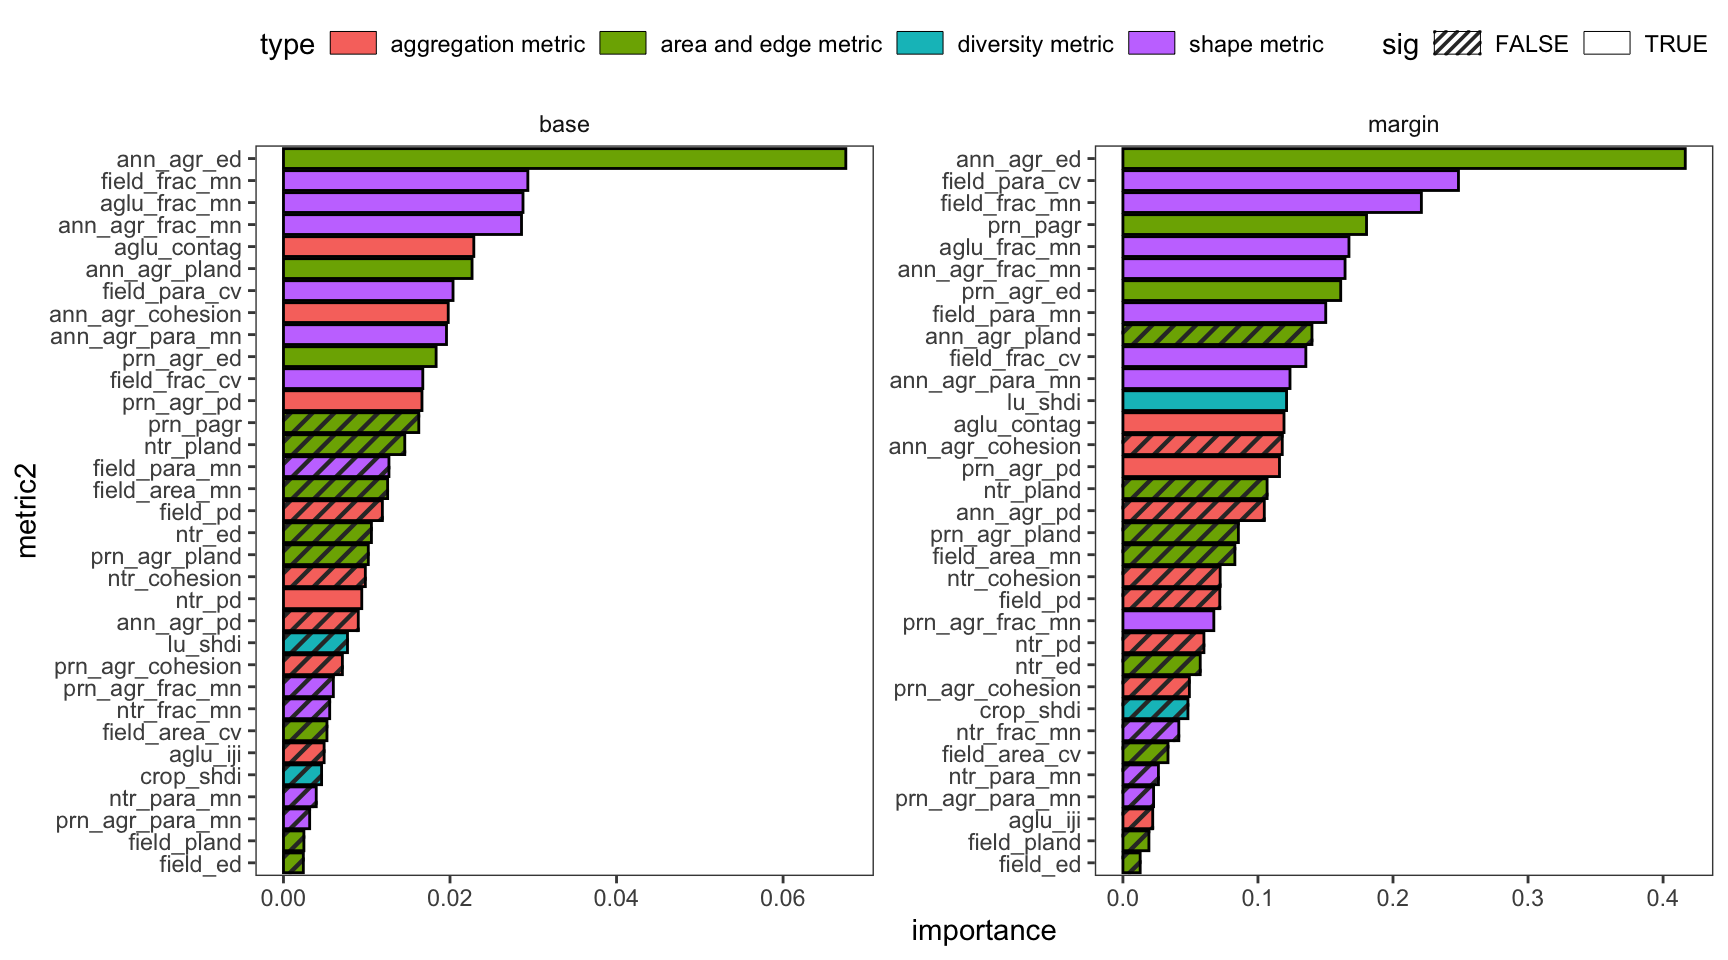 type aggregation metric area and edge metric diversity metric shape metric sig FALSE TRUE
base
margin
metric2
ann_agr_ed
field_frac_mn
aglu_frac_mn
ann_agr_frac_mn
aglu_contag
ann_agr_pland
field_para_cv
ann_agr_cohesion
ann_agr_para_mn
prn_agr_ed
field_frac_cv
prn_agr_pd
prn_pagr
ntr_pland
field_para_mn
field_area_mn
field_pd
ntr_ed
prn_agr_pland
ntr_cohesion
ntr_pd
ann_agr_pd
lu_shdi
prn_agr_cohesion
prn_agr_frac_mn
ntr_frac_mn
field_area_cv
aglu_iji
crop_shdi
ntr_para_mn
prn_agr_para_mn
field_pland
field_ed
0.00 0.02 0.04 0.06
ann_agr_ed
field_para_cv
field_frac_mn
prn_pagr
aglu_frac_mn
ann_agr_frac_mn
prn_agr_ed
field_para_mn
ann_agr_pland
field_frac_cv
ann_agr_para_mn
lu_shdi
aglu_contag
ann_agr_cohesion
prn_agr_pd
ntr_pland
ann_agr_pd
prn_agr_pland
field_area_mn
ntr_cohesion
field_pd
prn_agr_frac_mn
ntr_pd
ntr_ed
prn_agr_cohesion
crop_shdi
ntr_frac_mn
field_area_cv
ntr_para_mn
prn_agr_para_mn
aglu_iji
field_pland
field_ed
0.0 0.1 0.2 0.3 0.4
importance